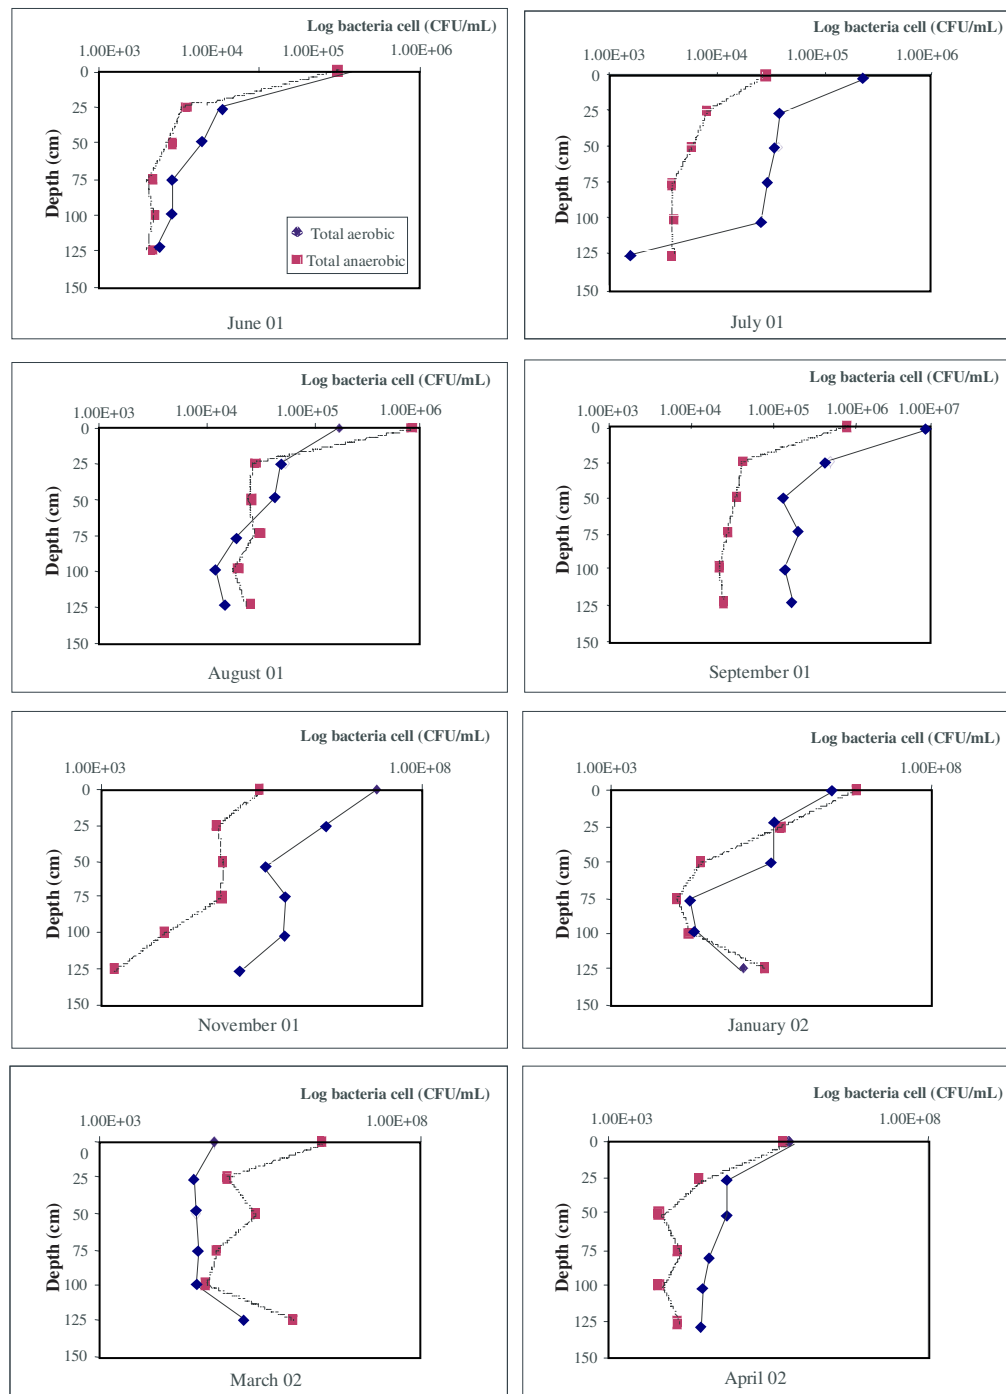 Log bacteria cell (CFU/mL)
1.00E+03 1.00E+04 1.00E+05 1.00E+06
0
25
50
75
100
125
150
Depth (cm)
Total aerobic
Total anaerobic
June 01
Log bacteria cell (CFU/mL)
1.00E+03 1.00E+04 1.00E+05 1.00E+06
0
25
50
75
100
125
150
Depth (cm)
July 01
Log bacteria cell (CFU/mL)
1.00E+03 1.00E+04 1.00E+05 1.00E+06
0
25
50
75
100
125
150
Depth (cm)
August 01
Log bacteria cell (CFU/mL)
1.00E+03 1.00E+04 1.00E+05 1.00E+06 1.00E+07
0
25
50
75
100
125
150
Depth (cm)
September 01
Log bacteria cell (CFU/mL)
1.00E+03 1.00E+08
0
25
50
75
100
125
150
Depth (cm)
November 01
Log bacteria cell (CFU/mL)
1.00E+03 1.00E+08
0
25
50
75
100
125
150
Depth (cm)
January 02
Log bacteria cell (CFU/mL)
1.00E+03 1.00E+08
0
25
50
75
100
125
150
Depth (cm)
March 02
Log bacteria cell (CFU/mL)
1.00E+03 1.00E+08
0
25
50
75
100
125
150
Depth (cm)
April 02